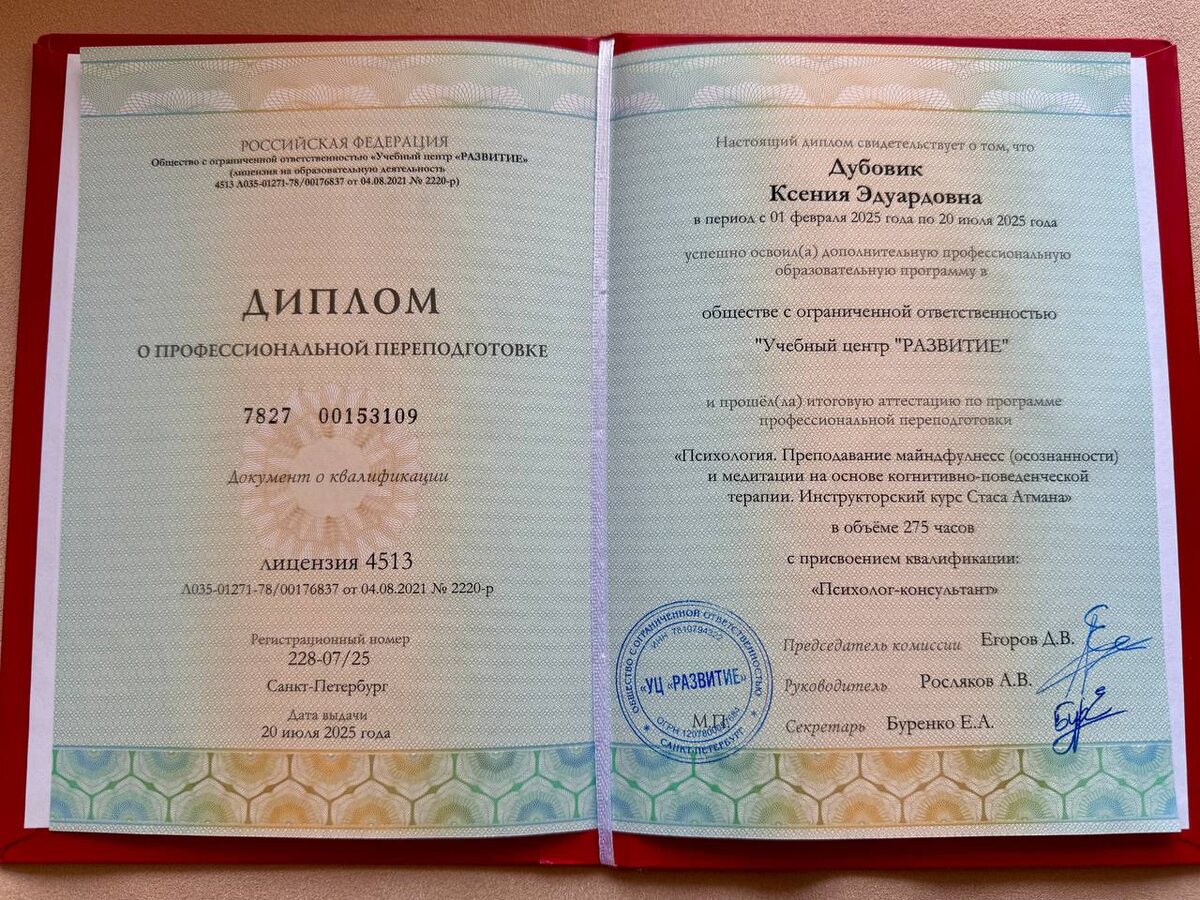 РОССИЙСКАЯ ФЕДЕРАЦИЯ
Общество с ограниченной ответственностью «Учебный центр «РАЗВИТИЕ»
(лицензия на образовательную деятельность
4513 Л035-01271-78/00176837 от 04.08.2021 № 2220-р)
ДИПЛОМ
О ПРОФЕССИОНАЛЬНОЙ ПЕРЕПОДГОТОВКЕ
7827 00153109
Документ о квалификации
лицензия 4513
Л035-01271-78/00176837 от 04.08.2021 № 2220-р
Регистрационный номер
228-07/25
Санкт-Петербург
Дата выдачи
20 июля 2025 года
Настоящий диплом свидетельствует о том, что
Дубовик
Ксения Эдуардовна
в период с 01 февраля 2025 года по 20 июля 2025 года
успешно освоил(а) дополнительную профессиональную
образовательную программу в
обществе с ограниченной ответственностью
"Учебный центр "РАЗВИТИЕ"
и прошёл(ла) итоговую аттестацию по программе
профессиональной переподготовки
«Психология. Преподавание майндфулнесс (осознанности)
и медитации на основе когнитивно-поведенческой
терапии. Инструкторский курс Стаса Атмана»
в объёме 275 часов
с присвоением квалификации:
«Психолог-консультант»
Председатель комиссии Егоров Д.В.
Руководитель Росляков А.В.
Секретарь Буренко Е.А.
М.П.
ОБЩЕСТВО С ОГРАНИЧЕННОЙ ОТВЕТСТВЕННОСТЬЮ
ИНН
«УЦ «РАЗВИТИЕ»
ОГРН
САНКТ-ПЕТЕРБУРГ